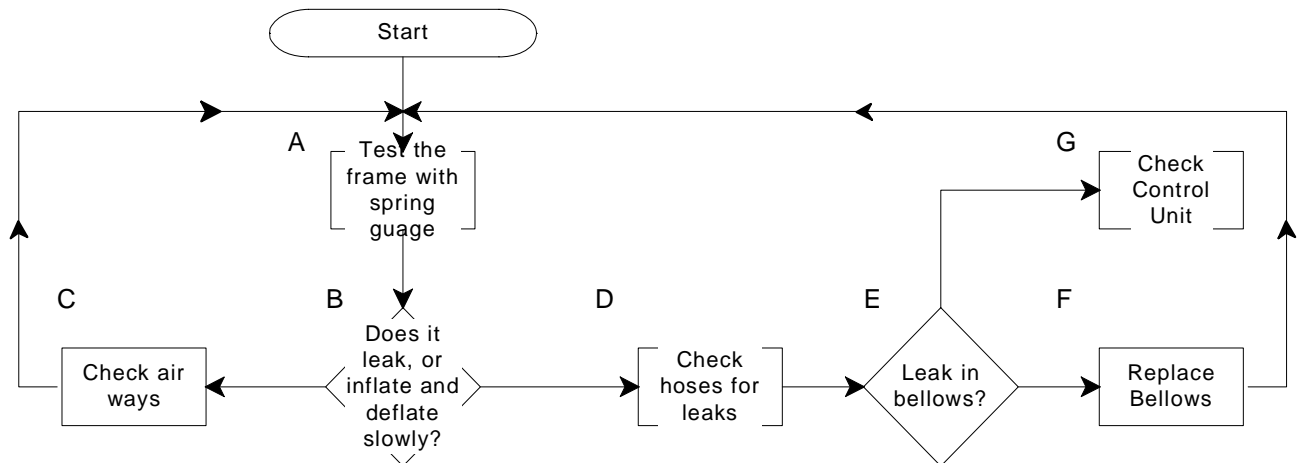 Start
A
Test the
frame with
spring
guage
G
Check
Control
Unit
C
Check air
ways
B
Does it
leak, or
inflate and
deflate
slowly?
D
Check
hoses for
leaks
E
Leak in
bellows?
F
Replace
Bellows